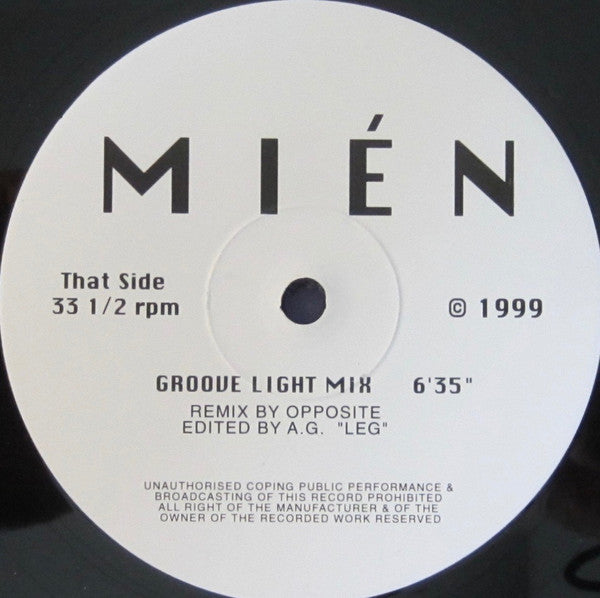 MIÉN
That Side
33 1/2 rpm
© 1999
GROOVE LIGHT MIX 6'35"
REMIX BY OPPOSITE
EDITED BY A.G. "LEG"
UNAUTHORISED COPING PUBLIC PERFORMANCE &
BROADCASTING OF THIS RECORD PROHIBITED
ALL RIGHT OF THE MANUFACTURER & OF THE
OWNER OF THE RECORDED WORK RESERVED